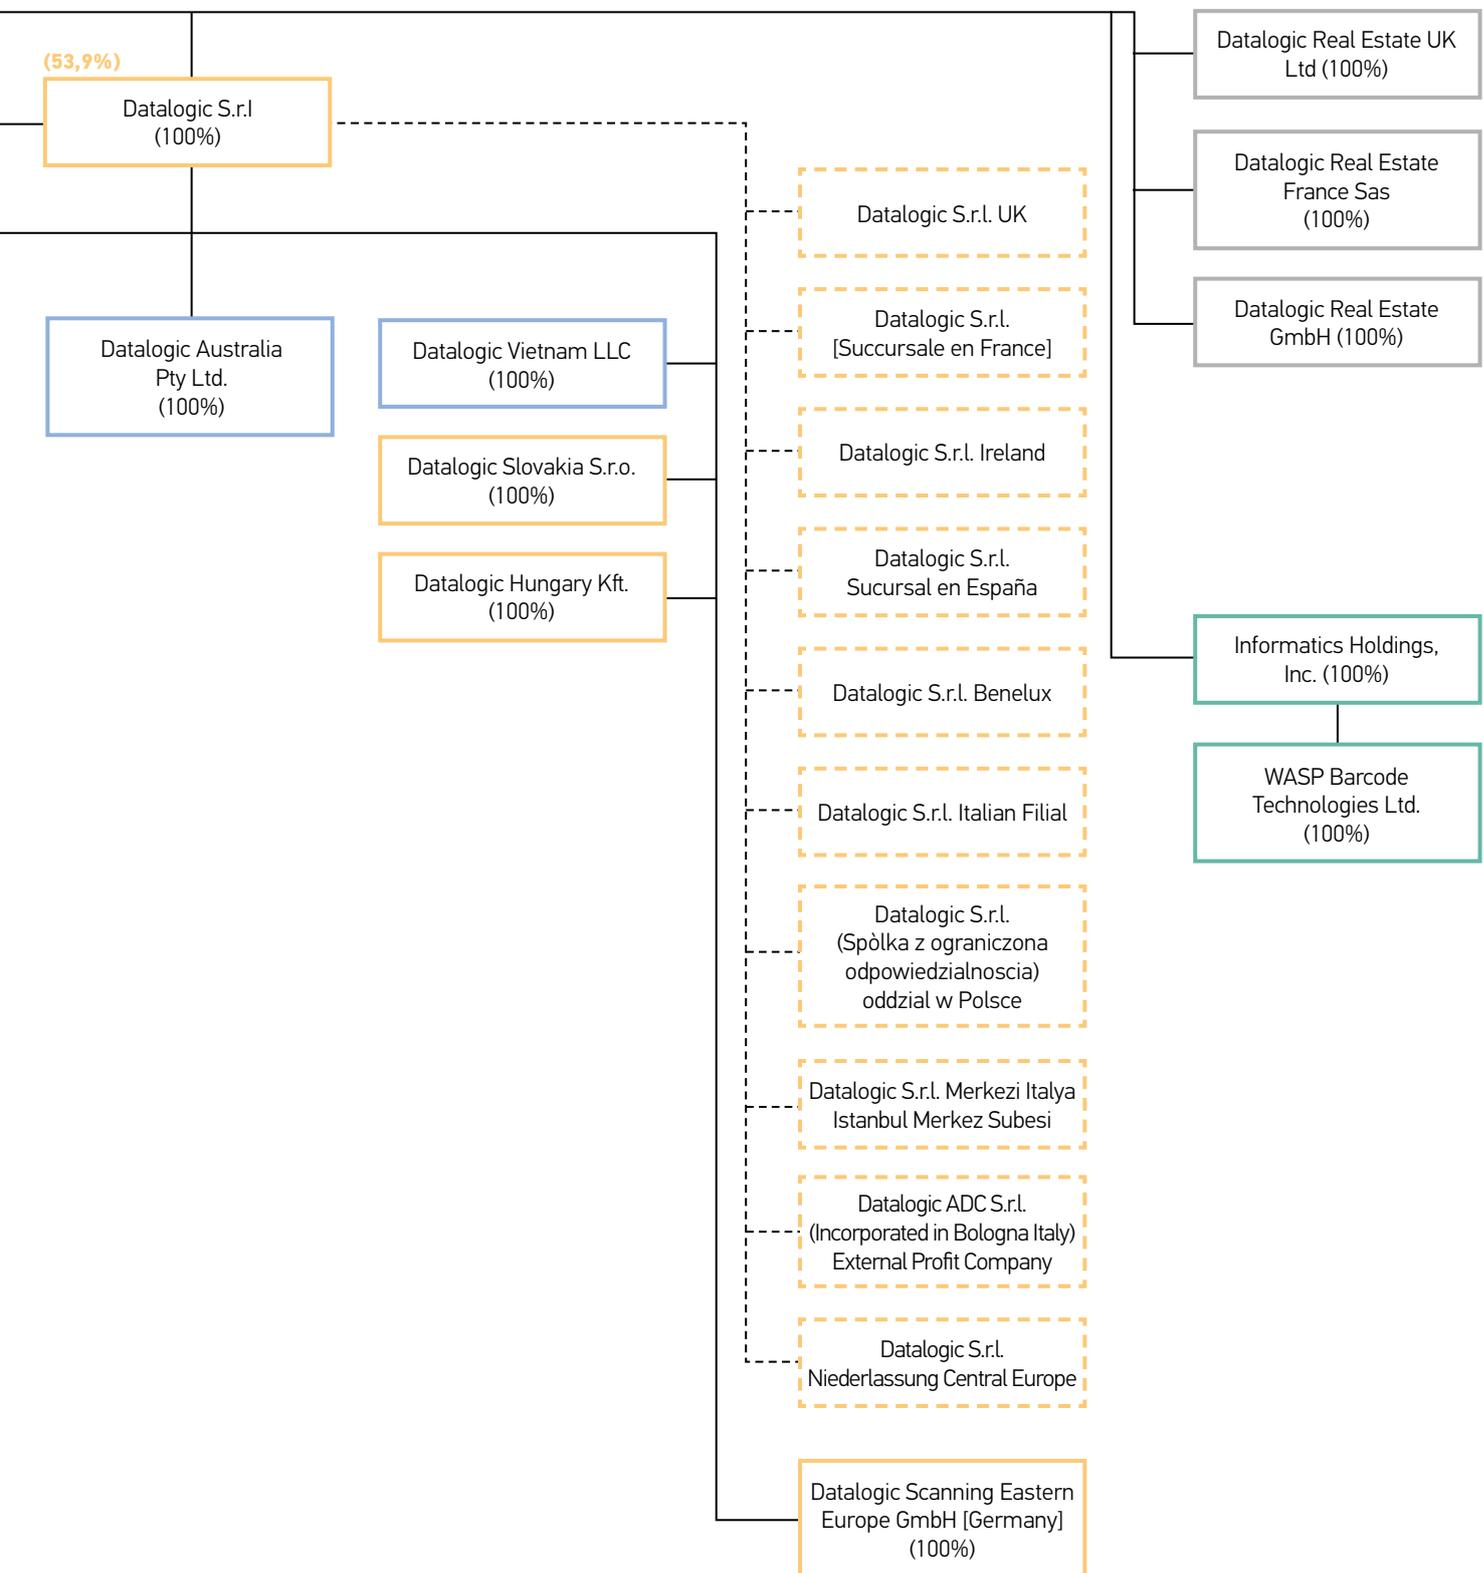 (53,9%)
Datalogic S.r.l
(100%)
Datalogic Australia
Pty Ltd.
(100%)
Datalogic Vietnam LLC
(100%)
Datalogic Slovakia S.r.o.
(100%)
Datalogic Hungary Kft.
(100%)
Datalogic S.r.l. UK
Datalogic S.r.l.
[Succursale en France]
Datalogic S.r.l. Ireland
Datalogic S.r.l.
Sucursal en España
Datalogic S.r.l. Benelux
Datalogic S.r.l. Italian Filial
Datalogic S.r.l.
(Spòlka z ograniczona
odpowiedzialnoscia)
oddzial w Polsce
Datalogic S.r.l. Merkezi Italya
Istanbul Merkez Subesi
Datalogic ADC S.r.l.
(Incorporated in Bologna Italy)
External Profit Company
Datalogic S.r.l.
Niederlassung Central Europe
Datalogic Scanning Eastern
Europe GmbH [Germany]
(100%)
Datalogic Real Estate UK
Ltd (100%)
Datalogic Real Estate
France Sas
(100%)
Datalogic Real Estate
GmbH (100%)
Informatics Holdings,
Inc. (100%)
WASP Barcode
Technologies Ltd.
(100%)